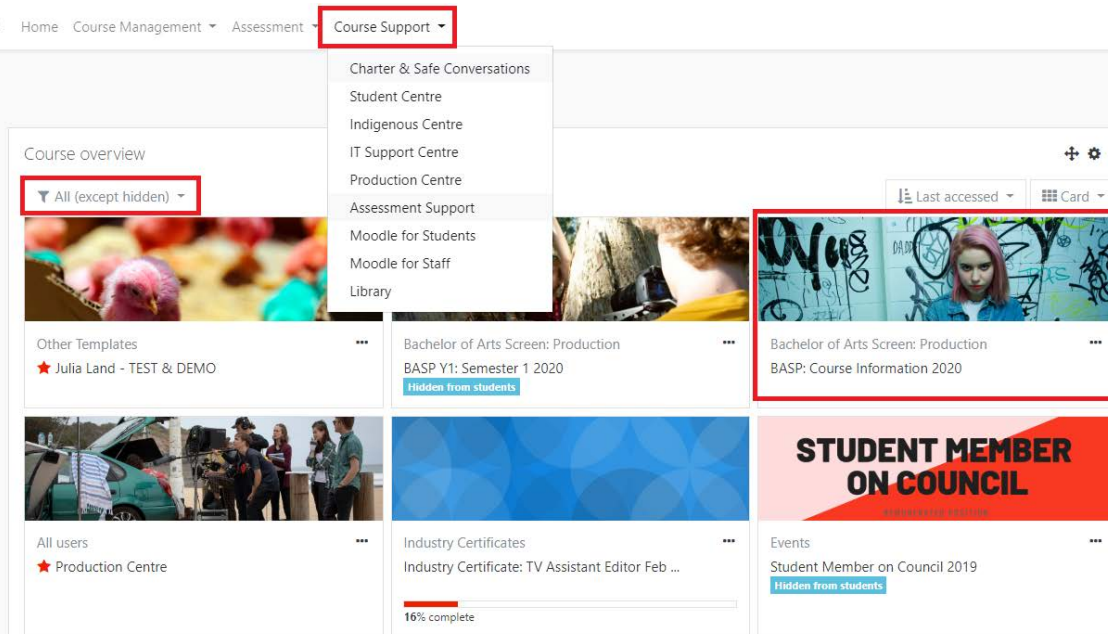 Home Course Management Assessment Course Support
Charter & Safe Conversations
Student Centre
Indigenous Centre
IT Support Centre
Production Centre
Assessment Support
Moodle for Students
Moodle for Staff
Library
Course overview
All (except hidden)
Last accessed
Card
Other Templates
Julia Land - TEST & DEMO
Bachelor of Arts Screen: Production
BASP Y1: Semester 1 2020
Hidden from students
Bachelor of Arts Screen: Production
BASP: Course Information 2020
All users
Production Centre
Industry Certificates
Industry Certificate: TV Assistant Editor Feb ...
16% complete
STUDENT MEMBER
ON COUNCIL
Events
Student Member on Council 2019
Hidden from students